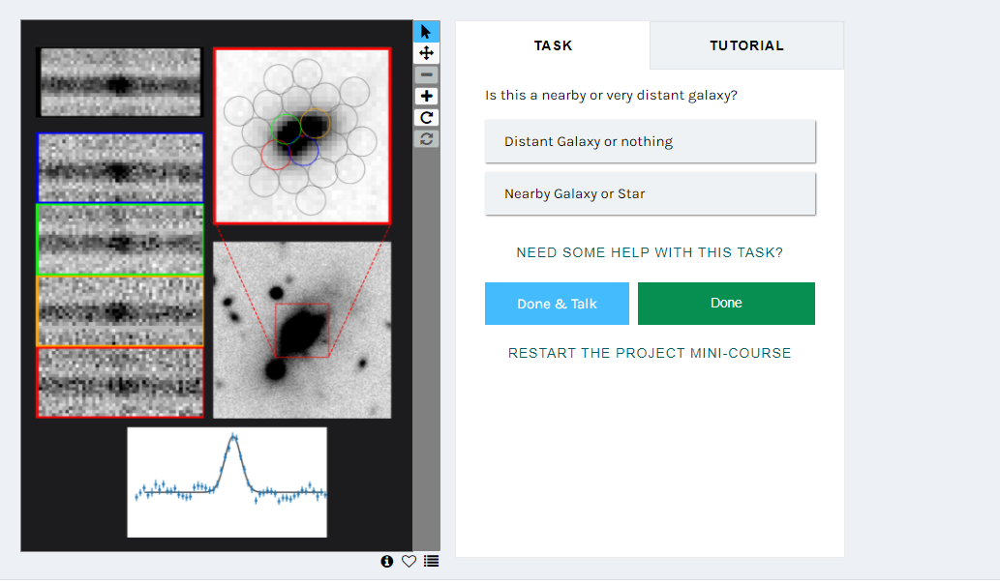 TASK
TUTORIAL
Is this a nearby or very distant galaxy?
Distant Galaxy or nothing
Nearby Galaxy or Star
NEED SOME HELP WITH THIS TASK?
Done & Talk
Done
RESTART THE PROJECT MINI-COURSE